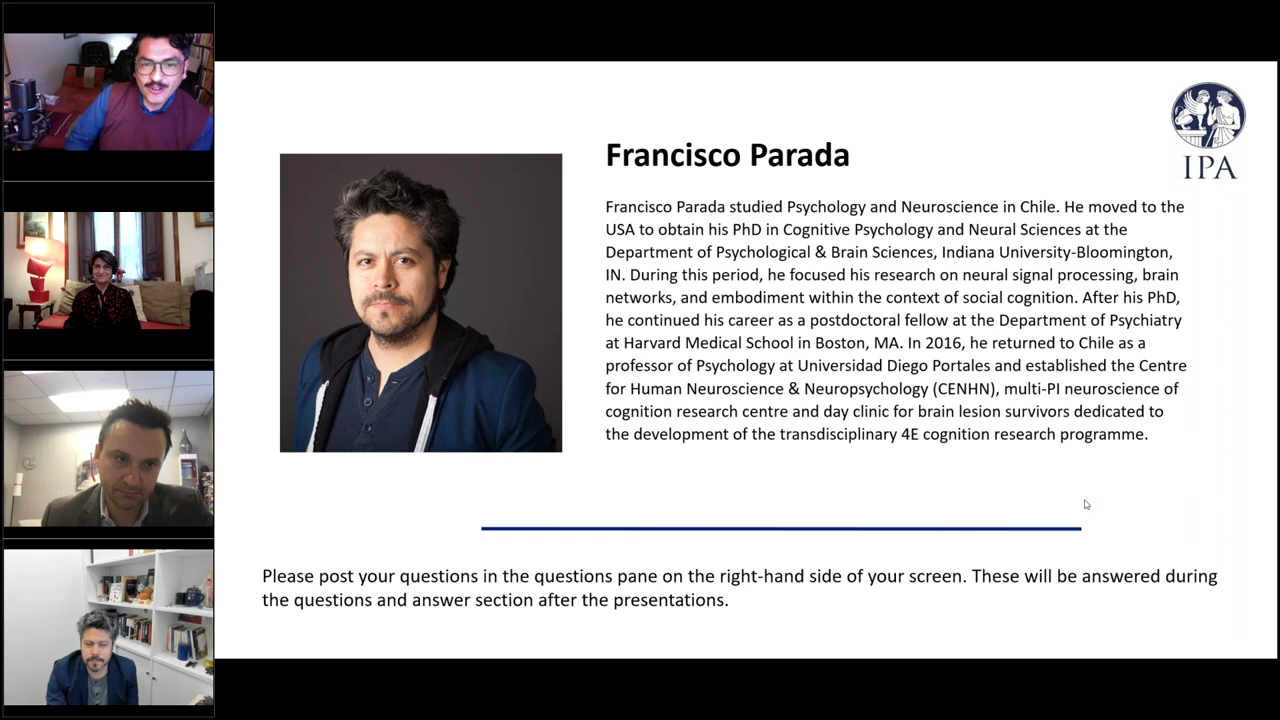 Francisco Parada
IPA
Francisco Parada studied Psychology and Neuroscience in Chile. He moved to the
USA to obtain his PhD in Cognitive Psychology and Neural Sciences at the
Department of Psychological & Brain Sciences, Indiana University-Bloomington,
IN. During this period, he focused his research on neural signal processing, brain
networks, and embodiment within the context of social cognition. After his PhD,
he continued his career as a postdoctoral fellow at the Department of Psychiatry
at Harvard Medical School in Boston, MA. In 2016, he returned to Chile as a
professor of Psychology at Universidad Diego Portales and established the Centre
for Human Neuroscience & Neuropsychology (CENHN), multi-PI neuroscience of
cognition research centre and day clinic for brain lesion survivors dedicated to
the development of the transdisciplinary 4E cognition research programme.
Please post your questions in the questions pane on the right-hand side of your screen. These will be answered during
the questions and answer section after the presentations.